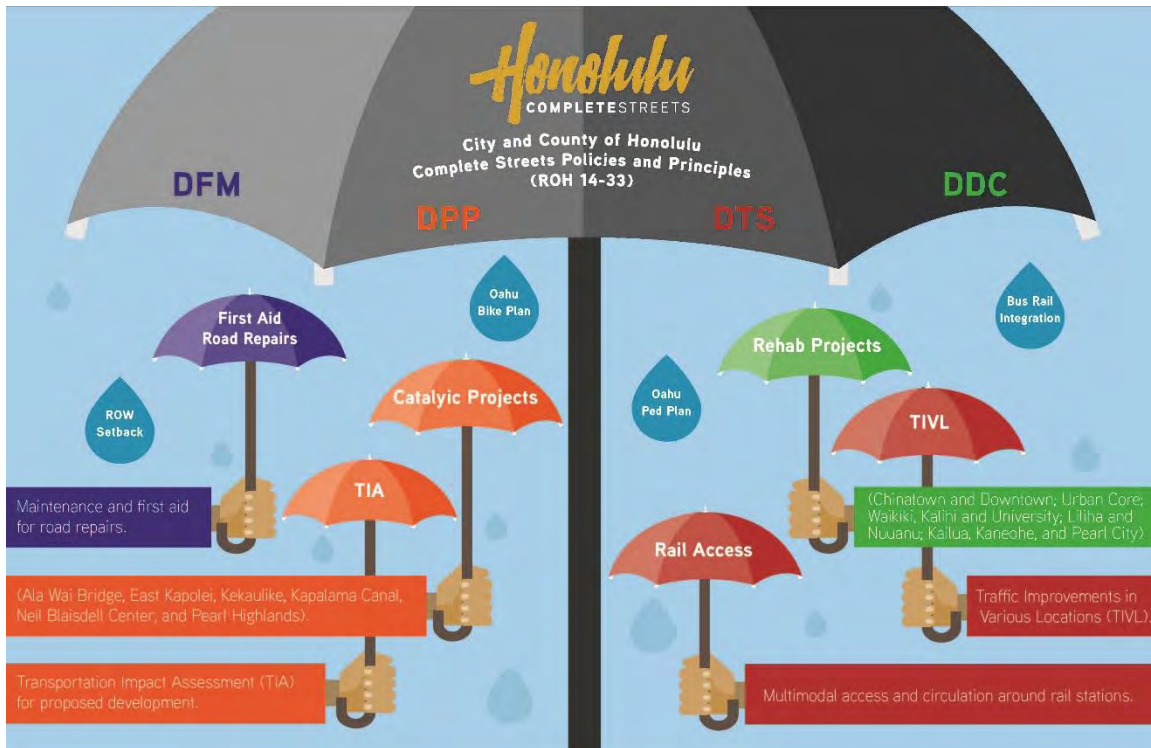 Honolulu
COMPLETESTREETS
City and County of Honolulu
Complete Streets Policies and Principles
(ROH 14-33)
DFM
DPP
DTS
DDC
First Aid
Road Repairs
Oahu
Bike Plan
Catalyic Projects
ROW
Setback
TIA
Rehab Projects
Bus Rail
Integration
Oahu
Ped Plan
TIVL
Rail Access
Maintenance and first aid
for road repairs.
(Ala Wai Bridge, East Kapolei, Kekaulike, Kapalama Canal,
Neil Blaisdell Center, and Pearl Highlands).
Transportation Impact Assessment (TIA)
for proposed development.
(Chinatown and Downtown; Urban Core;
Waikiki, Kalihi and University; Liliha and
Nuuanu; Kailua, Kaneohe, and Pearl City)
Traffic Improvements in
Various Locations (TIVL).
Multimodal access and circulation around rail stations.